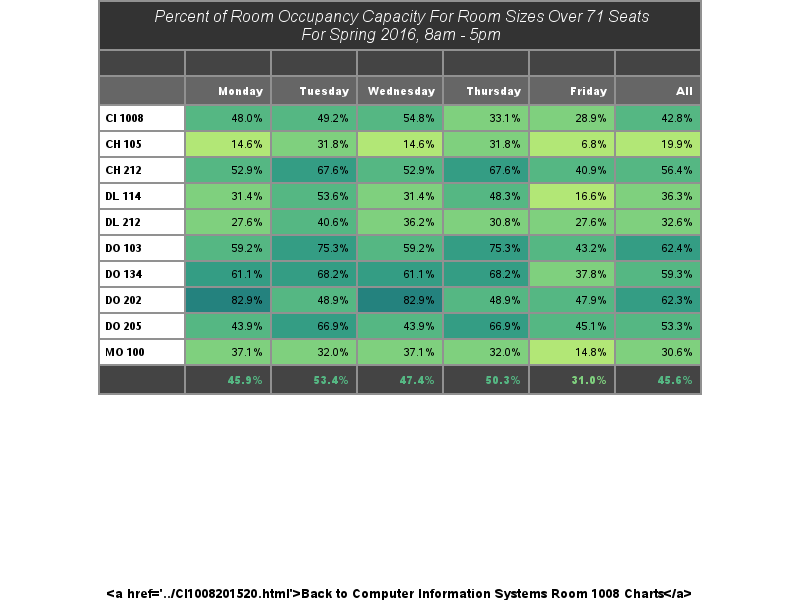 Percent of Room Occupancy Capacity For Room Sizes Over 71 Seats
For Spring 2016, 8am - 5pm
Monday Tuesday Wednesday Thursday Friday All
CI 1008 48.0% 49.2% 54.8% 33.1% 28.9% 42.8%
CH 105 14.6% 31.8% 14.6% 31.8% 6.8% 19.9%
CH 212 52.9% 67.6% 52.9% 67.6% 40.9% 56.4%
DL 114 31.4% 53.6% 31.4% 48.3% 16.6% 36.3%
DL 212 27.6% 40.6% 36.2% 30.8% 27.6% 32.6%
DO 103 59.2% 75.3% 59.2% 75.3% 43.2% 62.4%
DO 134 61.1% 68.2% 61.1% 68.2% 37.8% 59.3%
DO 202 82.9% 48.9% 82.9% 48.9% 47.9% 62.3%
DO 205 43.9% 66.9% 43.9% 66.9% 45.1% 53.3%
MO 100 37.1% 32.0% 37.1% 32.0% 14.8% 30.6%
45.9% 53.4% 47.4% 50.3% 31.0% 45.6%
<a href='../CI1008201520.html'>Back to Computer Information Systems Room 1008 Charts</a>